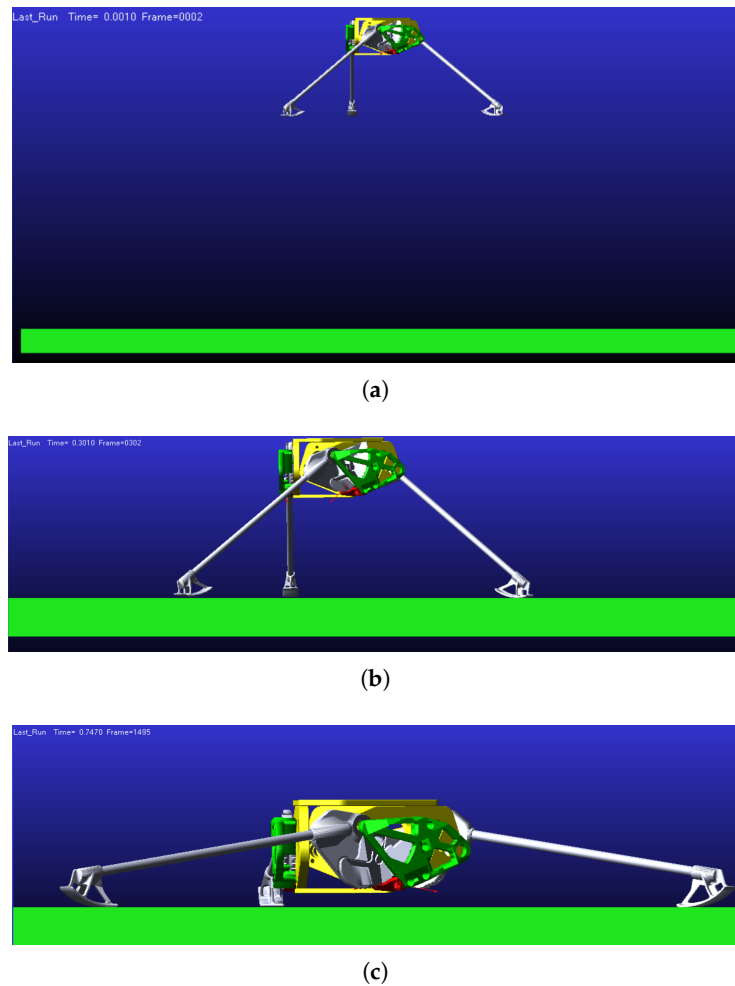 Last_Run Time= 0.0010 Frame=0002
(a)
Last_Run Time= 0.3010 Frame=0302
(b)
Last_Run Time= 0.7470 Frame=1495
(c)